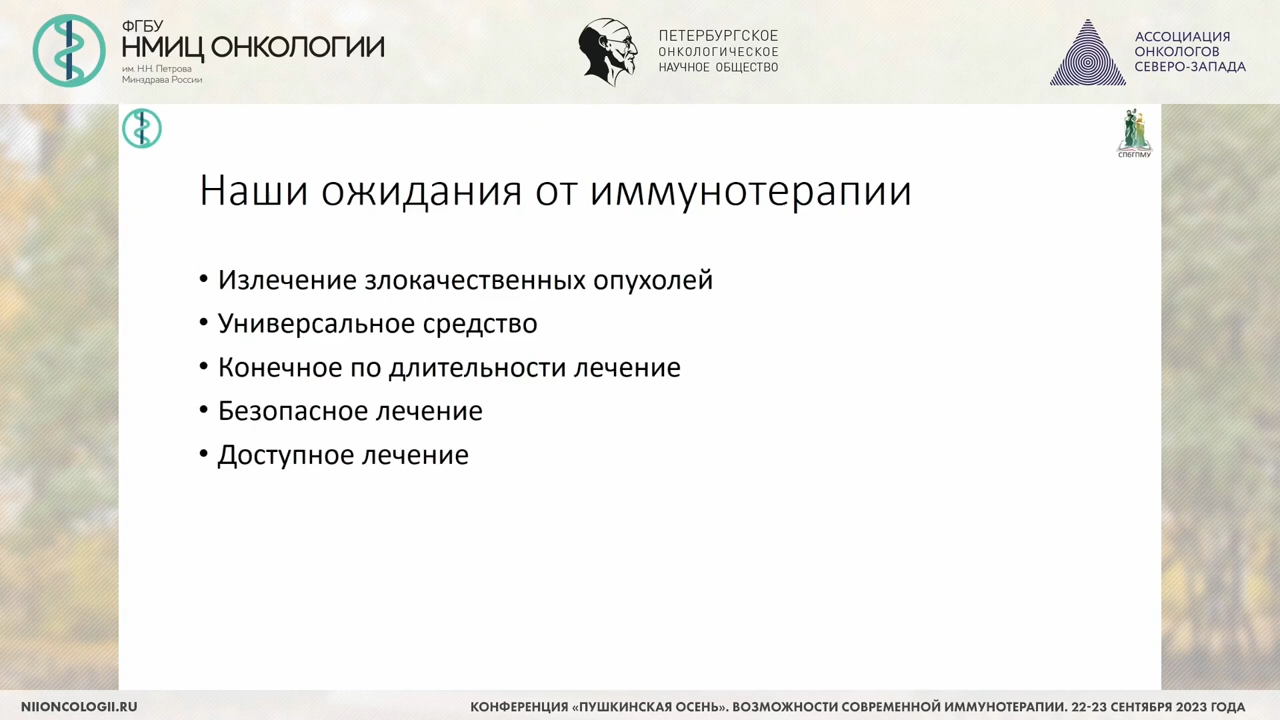 ФГБУ
НМИЦ ОНКОЛОГИИ
им. Н.Н. Петрова
Минздрава России
ПЕТЕРБУРГСКОЕ
ОНКОЛОГИЧЕСКОЕ
НАУЧНОЕ ОБЩЕСТВО
АССОЦИАЦИЯ
ОНКОЛОГОВ
СЕВЕРО-ЗАПАДА
СПбГПМУ
Наши ожидания от иммунотерапии
• Излечение злокачественных опухолей
• Универсальное средство
• Конечное по длительности лечение
• Безопасное лечение
• Доступное лечение
NIIONCOLOGII.RU
КОНФЕРЕНЦИЯ «ПУШКИНСКАЯ ОСЕНЬ». ВОЗМОЖНОСТИ СОВРЕМЕННОЙ ИММУНОТЕРАПИИ. 22-23 СЕНТЯБРЯ 2023 ГОДА